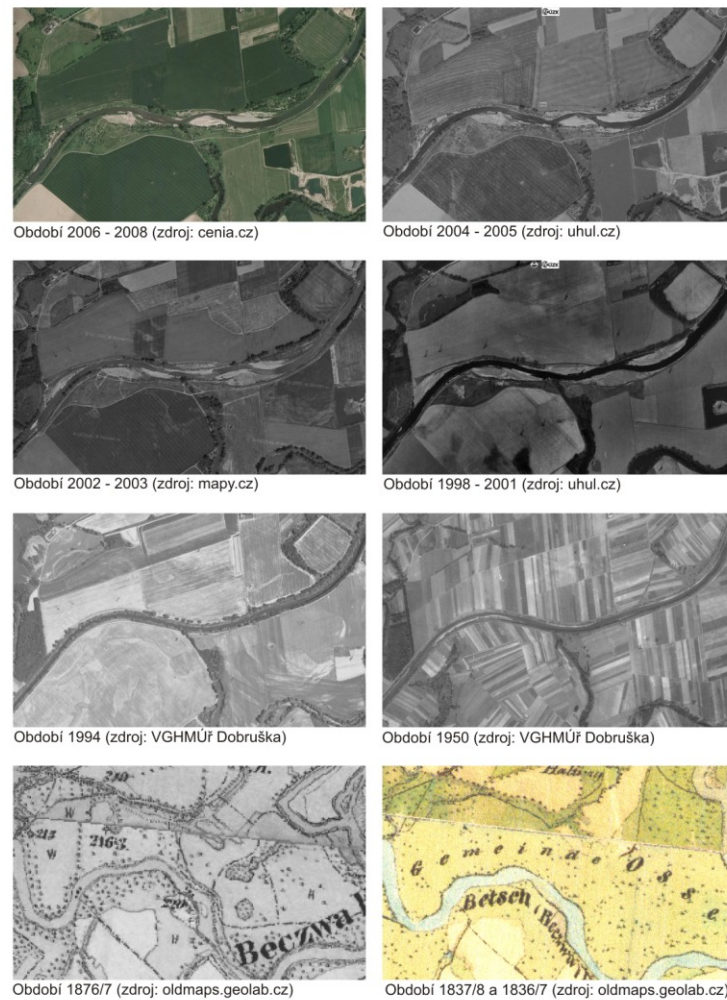 Období 2006 - 2008 (zdroj: cenia.cz)
Období 2004 - 2005 (zdroj: uhul.cz)
Období 2002 - 2003 (zdroj: mapy.cz)
Období 1998 - 2001 (zdroj: uhul.cz)
Období 1994 (zdroj: VGHMÚř Dobruška)
Období 1950 (zdroj: VGHMÚř Dobruška)
Beczwa
Gemeinde Osse
Betsch
Období 1876/7 (zdroj: oldmaps.geolab.cz)
Období 1837/8 a 1836/7 (zdroj: oldmaps.geolab.cz)